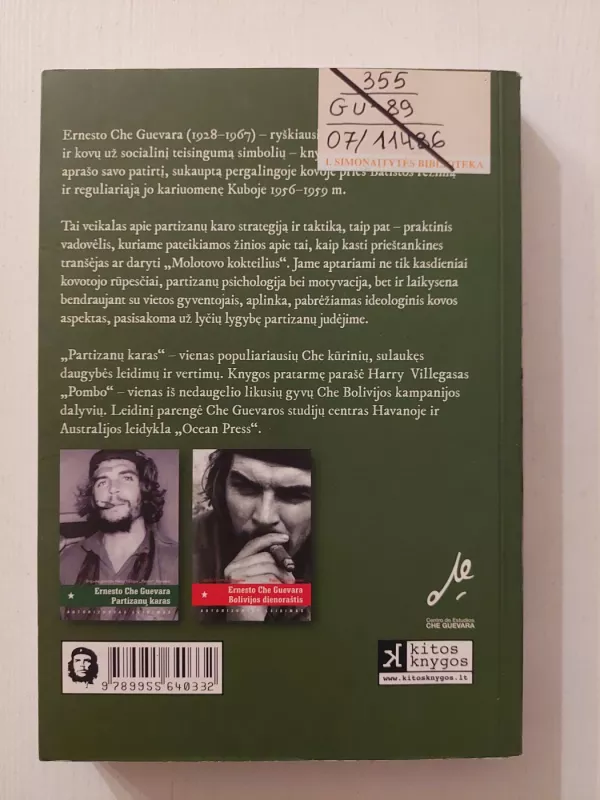 355
GU-89
07/11486
I. SIMONAITYTĖS BIBLIOTEKA
Ernesto Che Guevara (1928–1967) – ryškiausi
ir kovų už socialinį teisingumą simbolių – kny
aprašo savo patirtį, sukauptą pergalingoje kovoje prieš Batistos režimą
ir reguliariąją jo kariuomenę Kuboje 1956–1959 m.
Tai veikalas apie partizanų karo strategiją ir taktiką, taip pat – praktinis
vadovėlis, kuriame pateikiamos žinios apie tai, kaip kasti prieštankines
tranšėjas ar daryti „Molotovo kokteilius“. Jame aptariami ne tik kasdieniai
kovotojo rūpesčiai, partizanų psichologija bei motyvacija, bet ir laikysena
bendraujant su vietos gyventojais, aplinka, pabrėžiamas ideologinis kovos
aspektas, pasisakoma už lyčių lygybę partizanų judėjime.
„Partizanų karas“ – vienas populiariausių Che kūrinių, sulaukęs
daugybės leidimų ir vertimų. Knygos pratarmę parašė Harry Villegasas
„Pombo“ – vienas iš nedaugelio likusių gyvų Che Bolivijos kampanijos
dalyvių. Leidinį parengė Che Guevaros studijų centras Havanoje ir
Australijos leidykla „Ocean Press“.
Ernesto Che Guevara
Partizanų karas
AUTORIZUOTAS LEIDIMAS
Ernesto Che Guevara
Bolivijos dienoraštis
AUTORIZUOTAS LEIDIMAS
Che
Centro de Estudios
CHE GUEVARA
9 789955 640332
k kitos
knygos
www.kitosknygos.lt